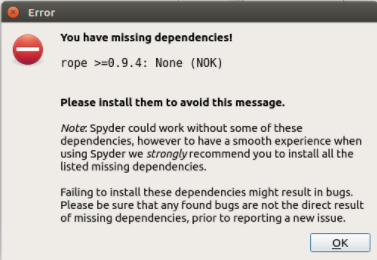 Error
You have missing dependencies!
rope >=0.9.4: None (NOK)
Please install them to avoid this message.
Note: Spyder could work without some of these
dependencies, however to have a smooth experience when
using Spyder we strongly recommend you to install all the
listed missing dependencies.
Failing to install these dependencies might result in bugs.
Please be sure that any found bugs are not the direct result
of missing dependencies, prior to reporting a new issue.
OK